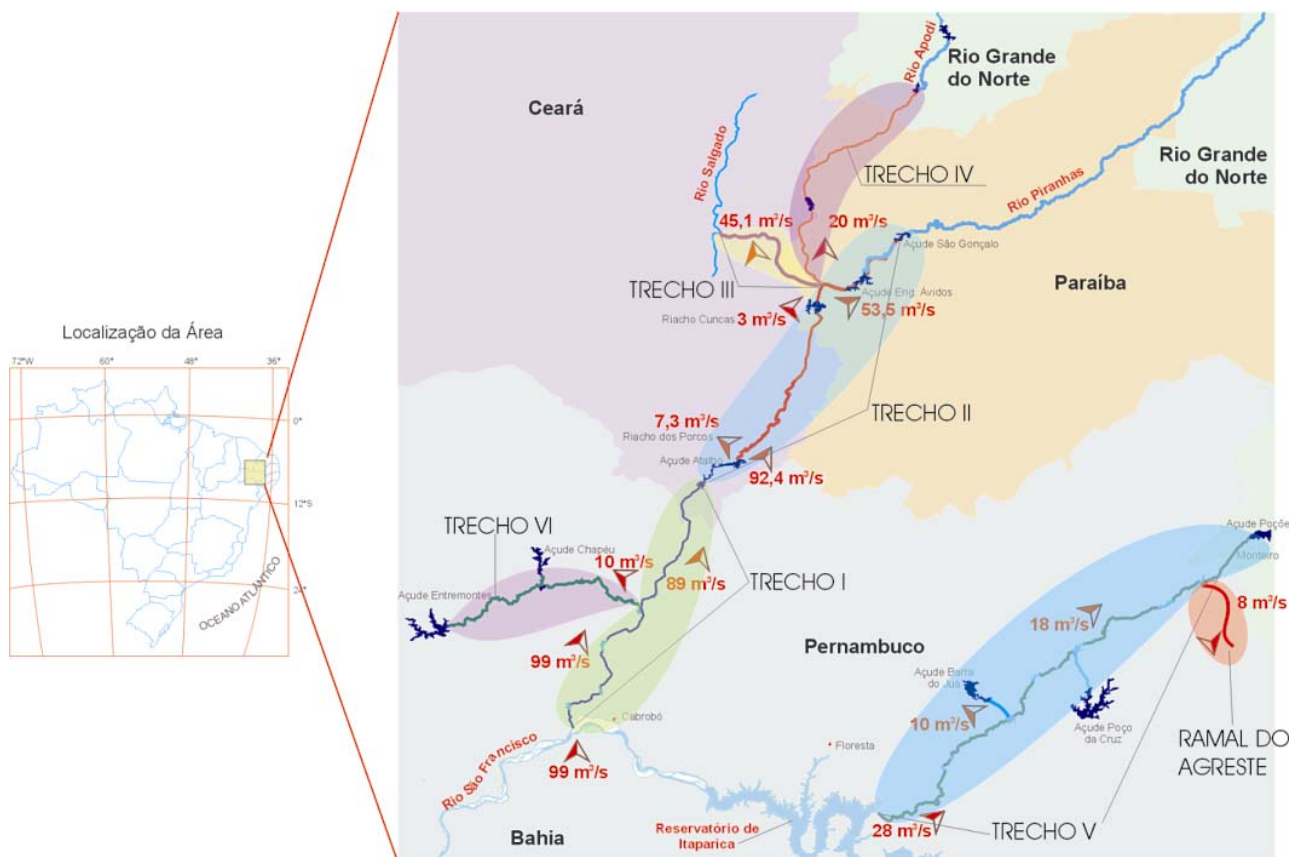 Localização da Área
72°W
60°
48°
36°
0°
12°S
24°
OCEANO ATLÂNTICO
Rio Apodi
Rio Grande
do Norte
Ceará
Rio Salgado
TRECHO IV
Rio Grande
do Norte
Rio Piranhas
45,1 m³/s
20 m³/s
Açude São Gonçalo
TRECHO III
Açude Eng. Ávidos
Paraíba
Riacho Cuncas
3 m³/s
53,5 m³/s
7,3 m³/s
TRECHO II
Riacho dos Porcos
Açude Atalho
92,4 m³/s
TRECHO VI
Açude Chapéu
10 m³/s
89 m³/s
TRECHO I
Açude Entremontes
Açude Poçõe
Monteiro
8 m³/s
18 m³/s
Pernambuco
99 m³/s
Açude Barra
do Juá
10 m³/s
Cabrobó
Açude Poço
da Cruz
RAMAL DO
AGRESTE
Floresta
Rio São Francisco
99 m³/s
Bahia
Reservatório de
Itaparica
28 m³/s
TRECHO V